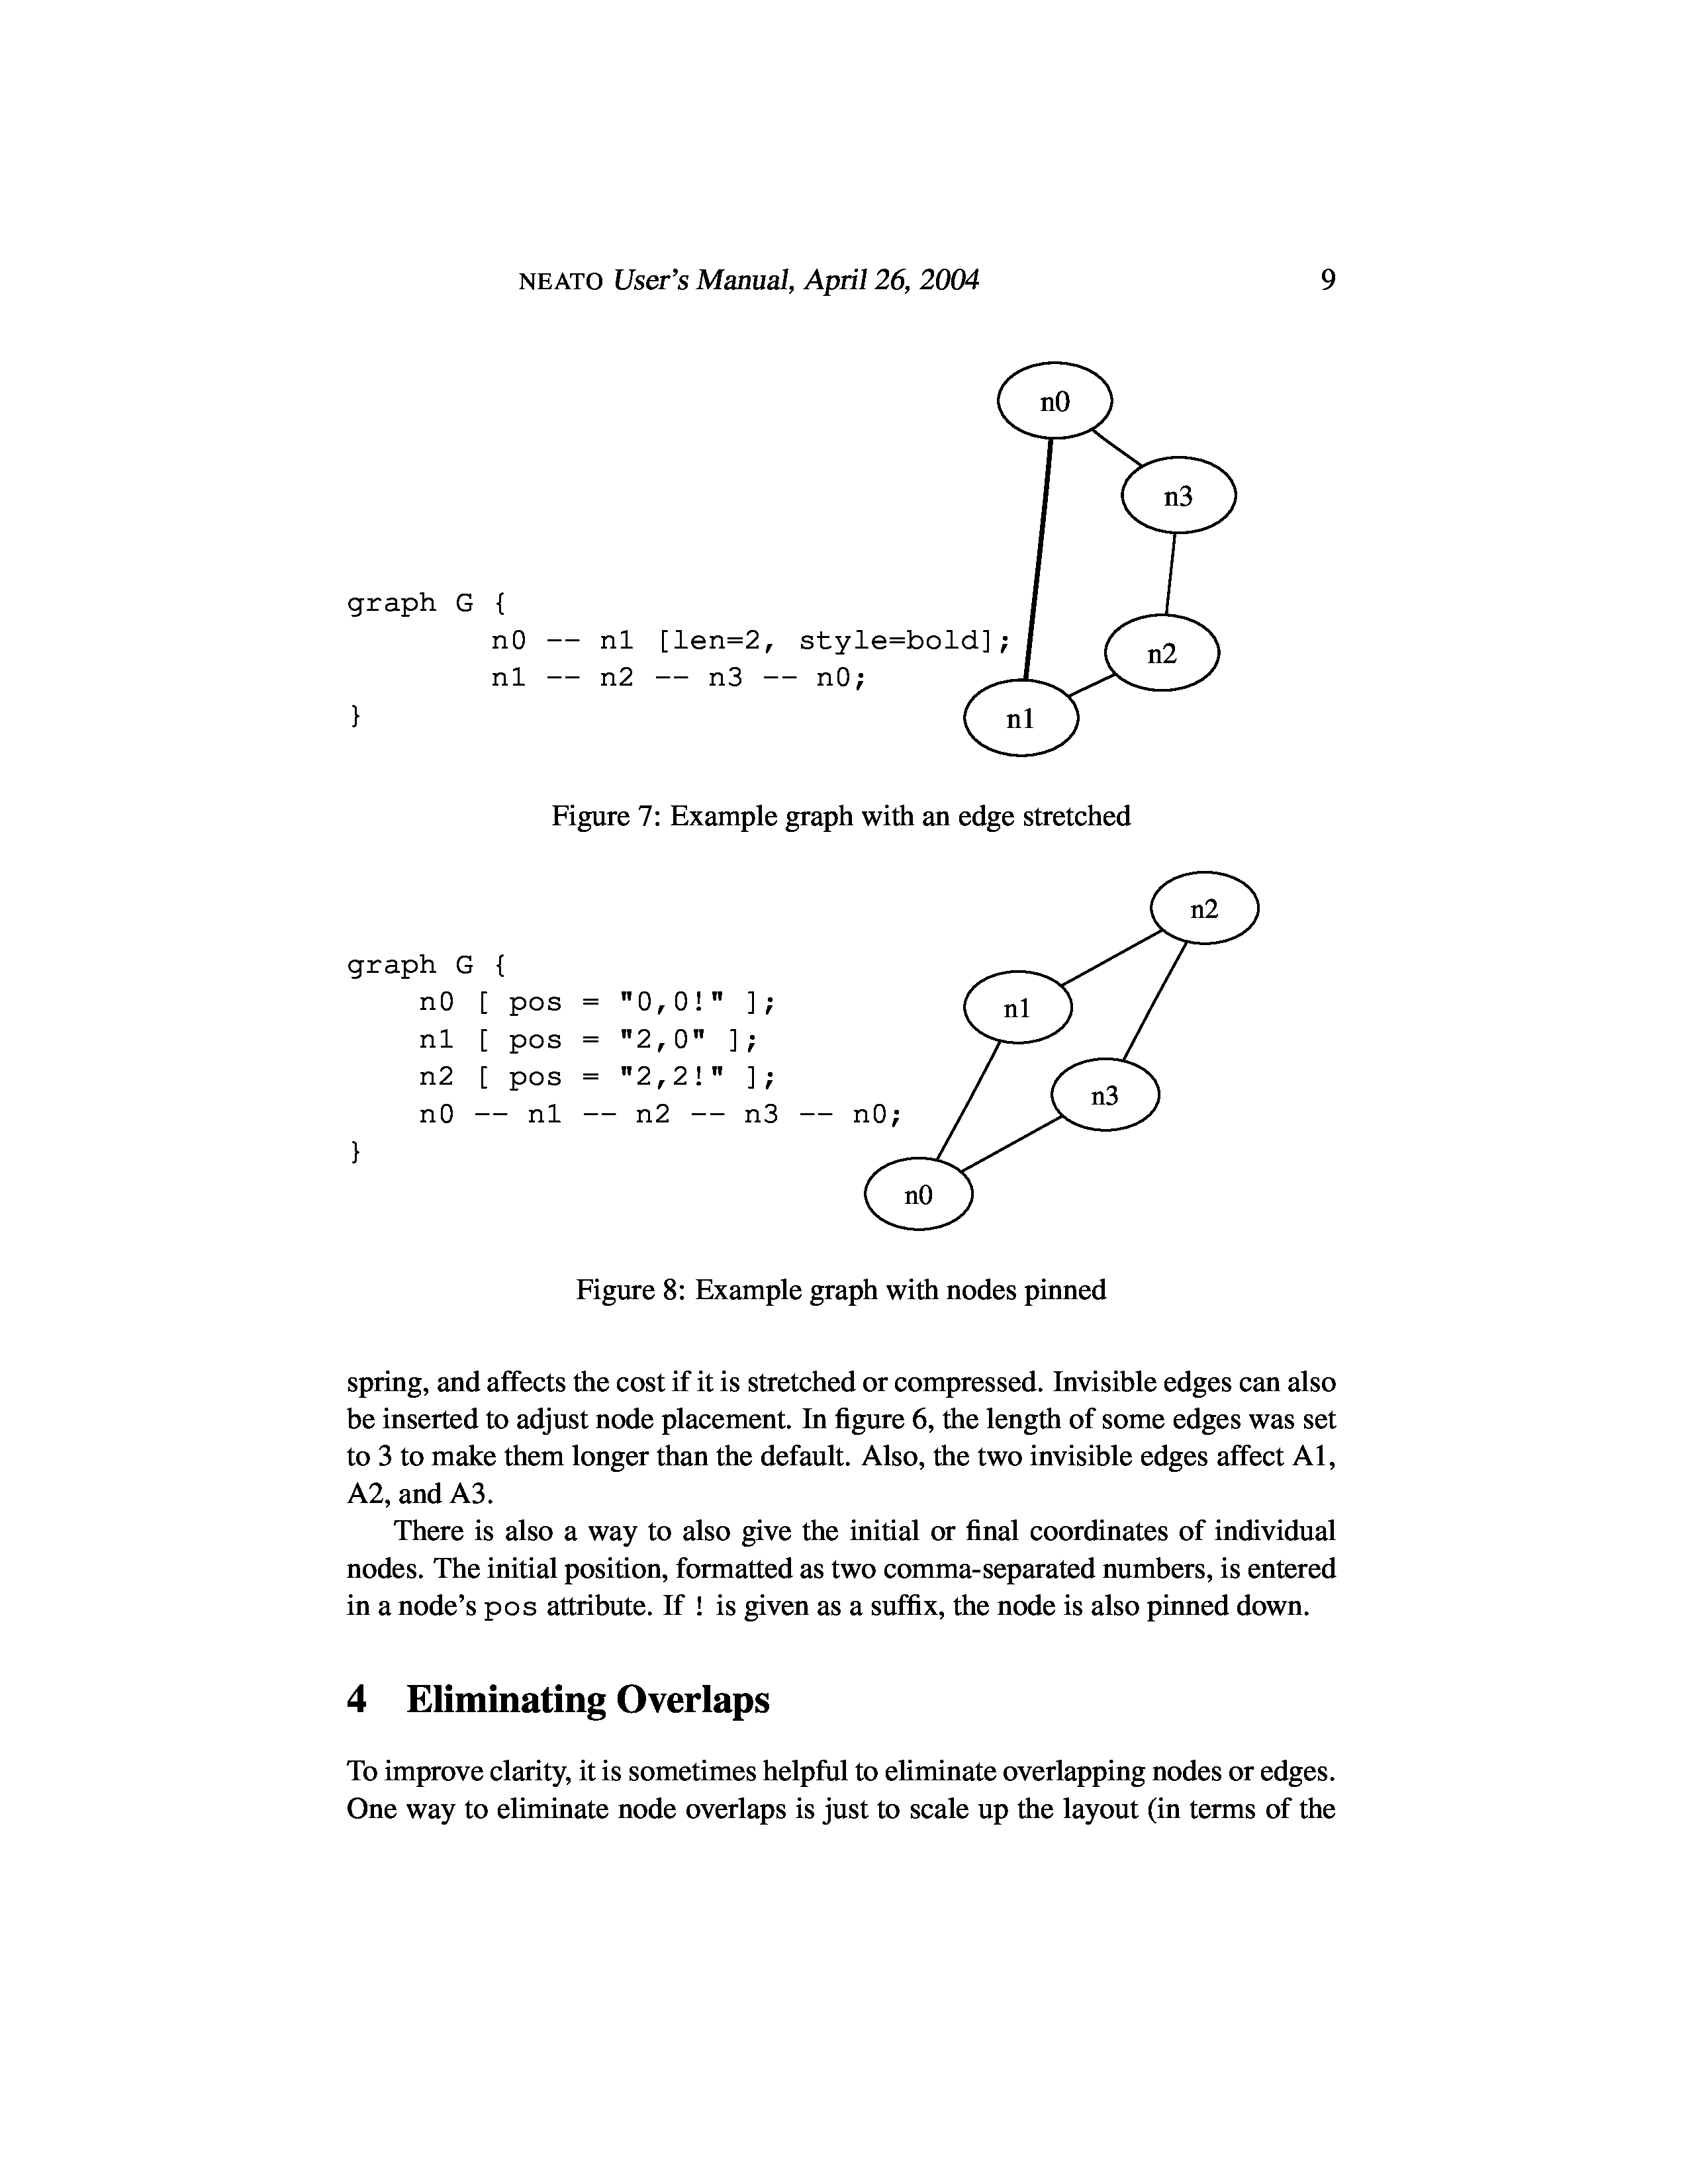 NEATO User's Manual, April 26, 2004 9
n0
n3
graph G {
n0 -- n1 [len=2, style=bold];
n1 -- n2 -- n3 -- n0;
}
n2
n1
Figure 7: Example graph with an edge stretched
n2
graph G {
n0 [ pos = "0,0!" ];
n1 [ pos = "2,0" ];
n2 [ pos = "2,2!" ];
n0 -- n1 -- n2 -- n3 -- n0;
}
n1
n3
n0
Figure 8: Example graph with nodes pinned
spring, and affects the cost if it is stretched or compressed. Invisible edges can also
be inserted to adjust node placement. In figure 6, the length of some edges was set
to 3 to make them longer than the default. Also, the two invisible edges affect A1,
A2, and A3.
There is also a way to also give the initial or final coordinates of individual
nodes. The initial position, formatted as two comma-separated numbers, is entered
in a node's pos attribute. If ! is given as a suffix, the node is also pinned down.
4 Eliminating Overlaps
To improve clarity, it is sometimes helpful to eliminate overlapping nodes or edges.
One way to eliminate node overlaps is just to scale up the layout (in terms of the